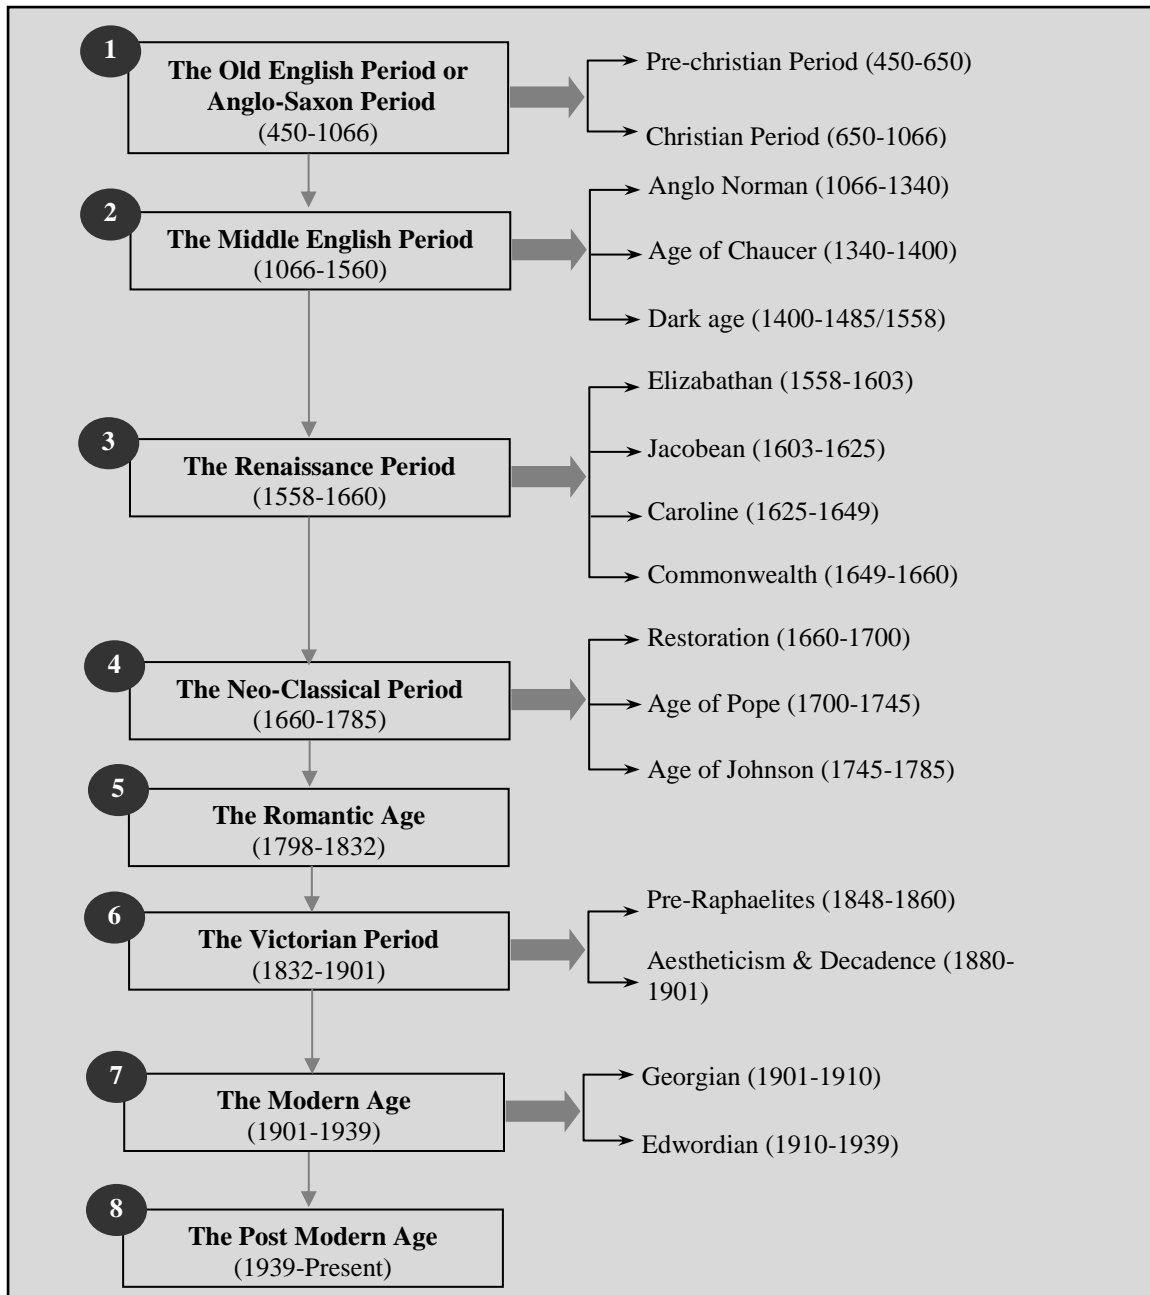 1
The Old English Period or
Anglo-Saxon Period
(450-1066)
Pre-christian Period (450-650)
Christian Period (650-1066)
2
The Middle English Period
(1066-1560)
Anglo Norman (1066-1340)
Age of Chaucer (1340-1400)
Dark age (1400-1485/1558)
3
The Renaissance Period
(1558-1660)
Elizabathan (1558-1603)
Jacobean (1603-1625)
Caroline (1625-1649)
Commonwealth (1649-1660)
4
The Neo-Classical Period
(1660-1785)
Restoration (1660-1700)
Age of Pope (1700-1745)
Age of Johnson (1745-1785)
5
The Romantic Age
(1798-1832)
6
The Victorian Period
(1832-1901)
Pre-Raphaelites (1848-1860)
Aestheticism & Decadence (1880-
1901)
7
The Modern Age
(1901-1939)
Georgian (1901-1910)
Edwordian (1910-1939)
8
The Post Modern Age
(1939-Present)